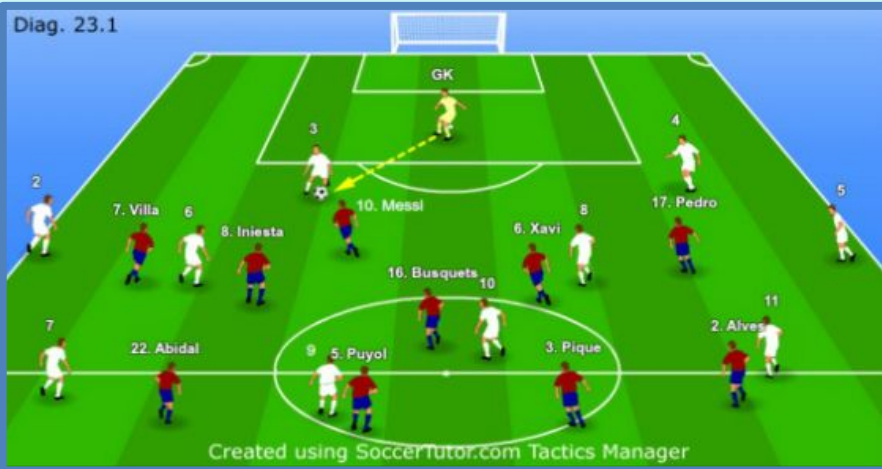 Diag. 23.1
GK
3
4
2
7. Villa
6
8. Iniesta
10. Messi
6. Xavi
8
17. Pedro
5
16. Busquets
10
7
22. Abidal
9
5. Puyol
3. Pique
2. Alves
11
Created using SoccerTutor.com Tactics Manager